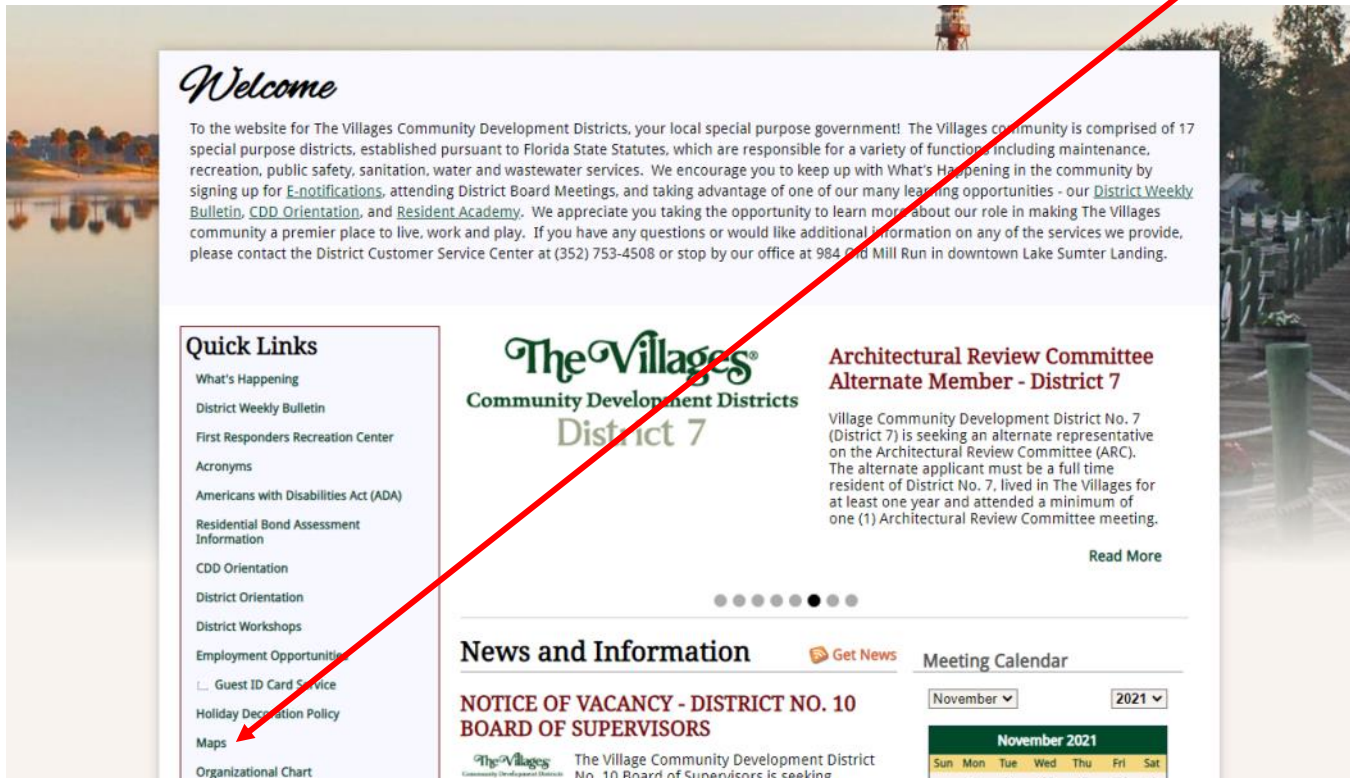 Welcome
To the website for The Villages Community Development Districts, your local special purpose government! The Villages community is comprised of 17
special purpose districts, established pursuant to Florida State Statutes, which are responsible for a variety of functions including maintenance,
recreation, public safety, sanitation, water and wastewater services. We encourage you to keep up with What's Happening in the community by
signing up for E-notifications, attending District Board Meetings, and taking advantage of one of our many learning opportunities - our District Weekly
Bulletin, CDD Orientation, and Resident Academy. We appreciate you taking the opportunity to learn more about our role in making The Villages
community a premier place to live, work and play. If you have any questions or would like additional information on any of the services we provide,
please contact the District Customer Service Center at (352) 753-4508 or stop by our office at 984 Old Mill Run in downtown Lake Sumter Landing.
Quick Links
What's Happening
District Weekly Bulletin
First Responders Recreation Center
Acronyms
Americans with Disabilities Act (ADA)
Residential Bond Assessment
Information
CDD Orientation
District Orientation
District Workshops
Employment Opportunities
Guest ID Card Service
Holiday Decoration Policy
Maps
Organizational Chart
The Villages®
Community Development Districts
District 7
Architectural Review Committee
Alternate Member - District 7
Village Community Development District No. 7
(District 7) is seeking an alternate representative
on the Architectural Review Committee (ARC).
The alternate applicant must be a full time
resident of District No. 7, lived in The Villages for
at least one year and attended a minimum of
one (1) Architectural Review Committee meeting.
Read More
News and Information
Get News
NOTICE OF VACANCY - DISTRICT NO. 10
BOARD OF SUPERVISORS
The Villages
Community Development Districts
The Village Community Development District
No. 10 Board of Supervisors is seeking
Meeting Calendar
November 2021
November 2021
Sun Mon Tue Wed Thu Fri Sat